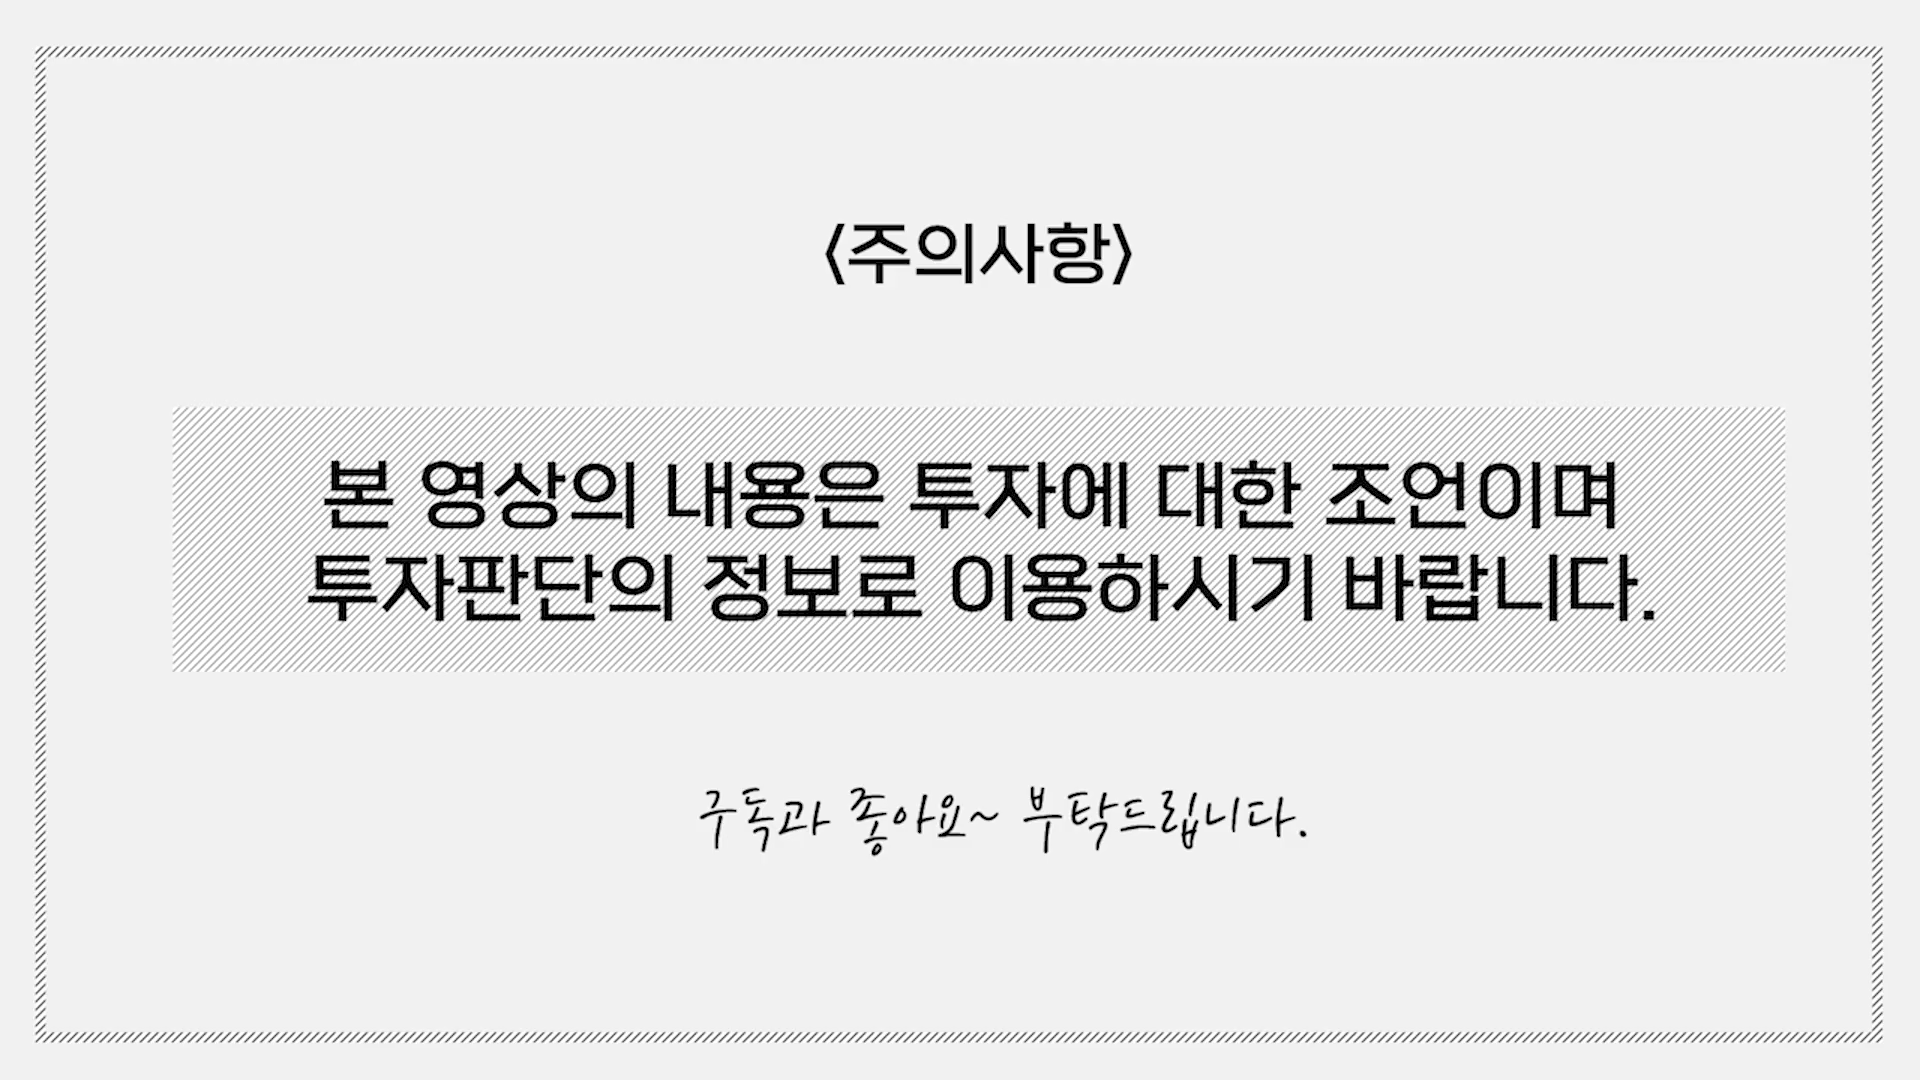 〈주의사항〉
본 영상의 내용은 투자에 대한 조언이며
투자판단의 정보로 이용하시기 바랍니다.
구독과 좋아요~ 부탁드립니다.